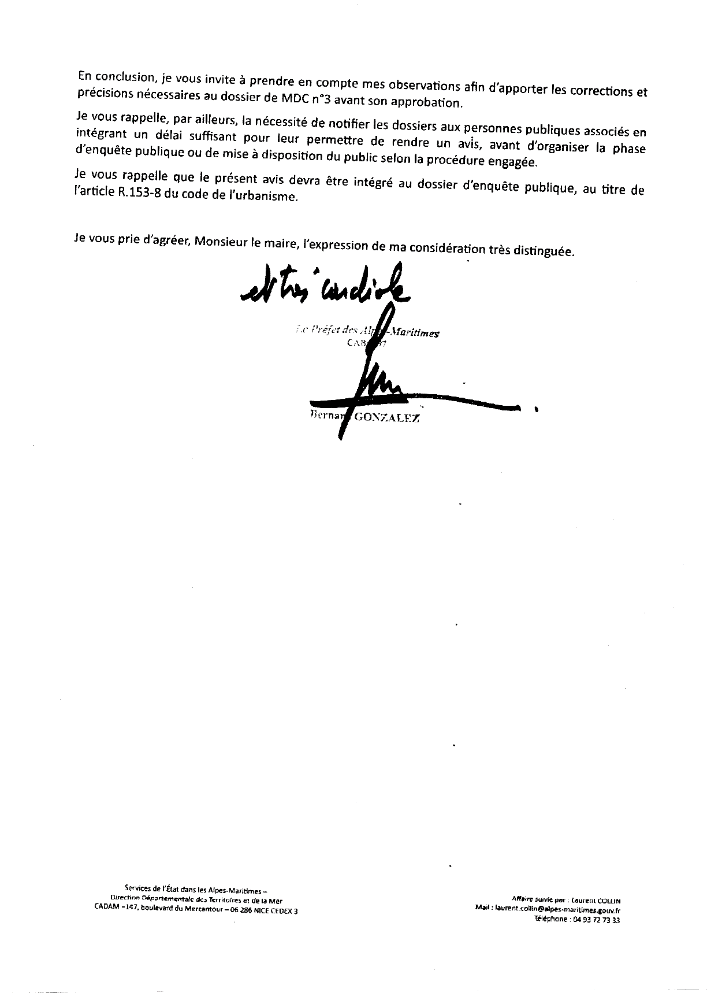 En conclusion, je vous invite à prendre en compte mes observations afin d'apporter les corrections et
précisions nécessaires au dossier de MDC n°3 avant son approbation.
Je vous rappelle, par ailleurs, la nécessité de notifier les dossiers aux personnes publiques associés en
intégrant un délai suffisant pour leur permettre de rendre un avis, avant d'organiser la phase
d'enquête publique ou de mise à disposition du public selon la procédure engagée.
Je vous rappelle que le présent avis devra être intégré au dossier d'enquête publique, au titre de
l'article R.153-8 du code de l'urbanisme.
Je vous prie d'agréer, Monsieur le maire, l'expression de ma considération très distinguée.
et très cordiale
Le Préfet des Alpes-Maritimes
Bernard GONZALEZ
Services de l'État dans les Alpes-Maritimes –
Direction Départementale des Territoires et de la Mer
CADAM – 147, boulevard du Mercantour – 06 286 NICE CEDEX 3
Affaire suivie par : Laurent COLLIN
Mail : laurent.collin@alpes-maritimes.gouv.fr
Téléphone : 04 93 72 73 33